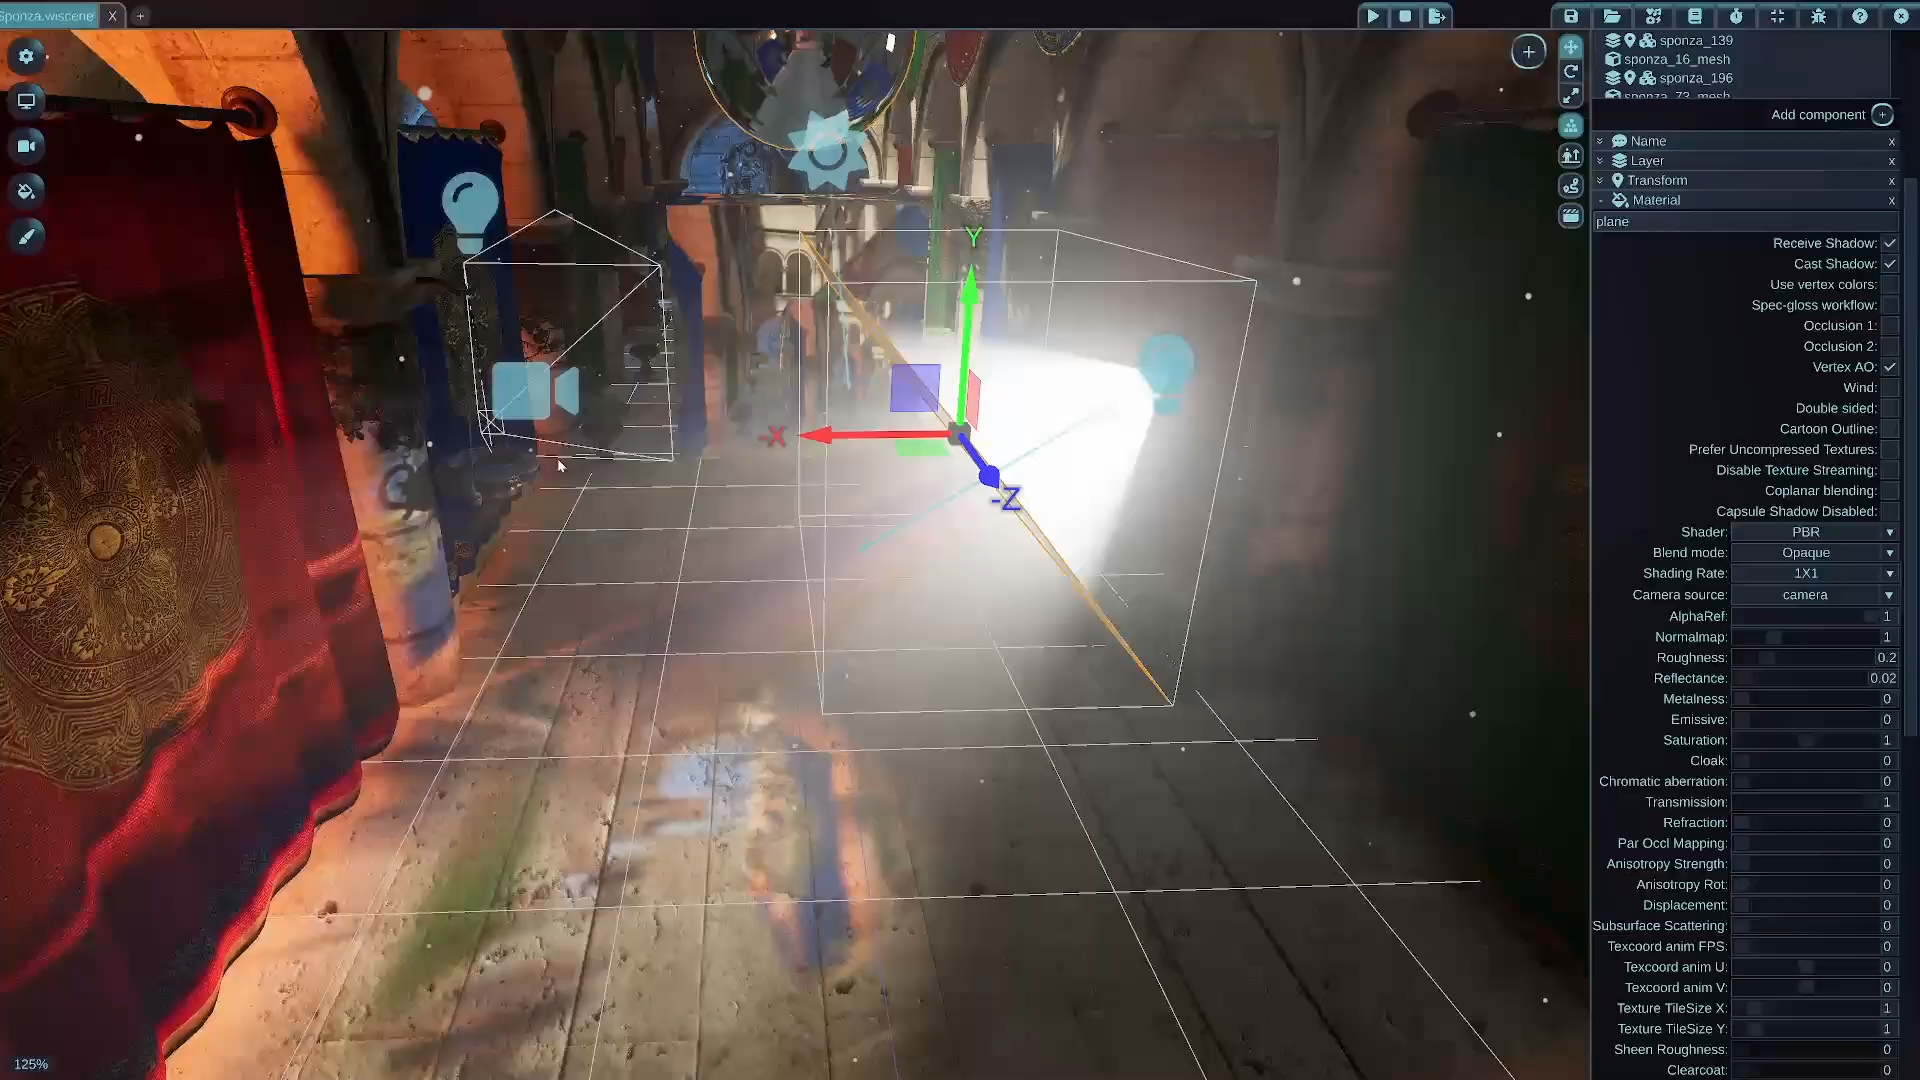 Sponza.wiscene X +
sponza_139
sponza_16_mesh
sponza_196
sponza_73_mesh
Add component +
Name x
Layer x
Transform x
Material x
plane
Receive Shadow:
Cast Shadow:
Use vertex colors:
Spec-gloss workflow:
Occlusion 1:
Occlusion 2:
Vertex AO:
Wind:
Double sided:
Cartoon Outline:
Prefer Uncompressed Textures:
Disable Texture Streaming:
Coplanar blending:
Capsule Shadow Disabled:
Shader: PBR
Blend mode: Opaque
Shading Rate: 1X1
Camera source: camera
AlphaRef: 1
Normalmap: 1
Roughness: 0.2
Reflectance: 0.02
Metalness: 0
Emissive: 0
Saturation: 1
Cloak: 0
Chromatic aberration: 0
Transmission: 1
Refraction: 0
Par Occl Mapping: 0
Anisotropy Strength: 0
Anisotropy Rot: 0
Displacement: 0
Subsurface Scattering: 0
Texcoord anim FPS: 0
Texcoord anim U: 0
Texcoord anim V: 0
Texture TileSize X: 1
Texture TileSize Y: 1
Sheen Roughness: 0
Clearcoat: 0
Y
-X
-Z
125%